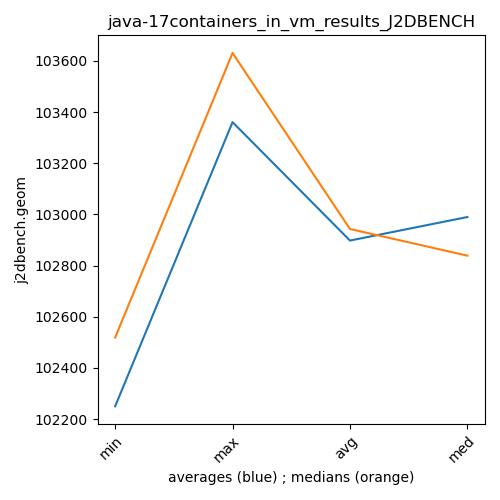 java-17containers_in_vm_results_J2DBENCH
103600
103400
103200
103000
102800
102600
102400
102200
j2dbench.geom
min
max
avg
med
averages (blue) ; medians (orange)